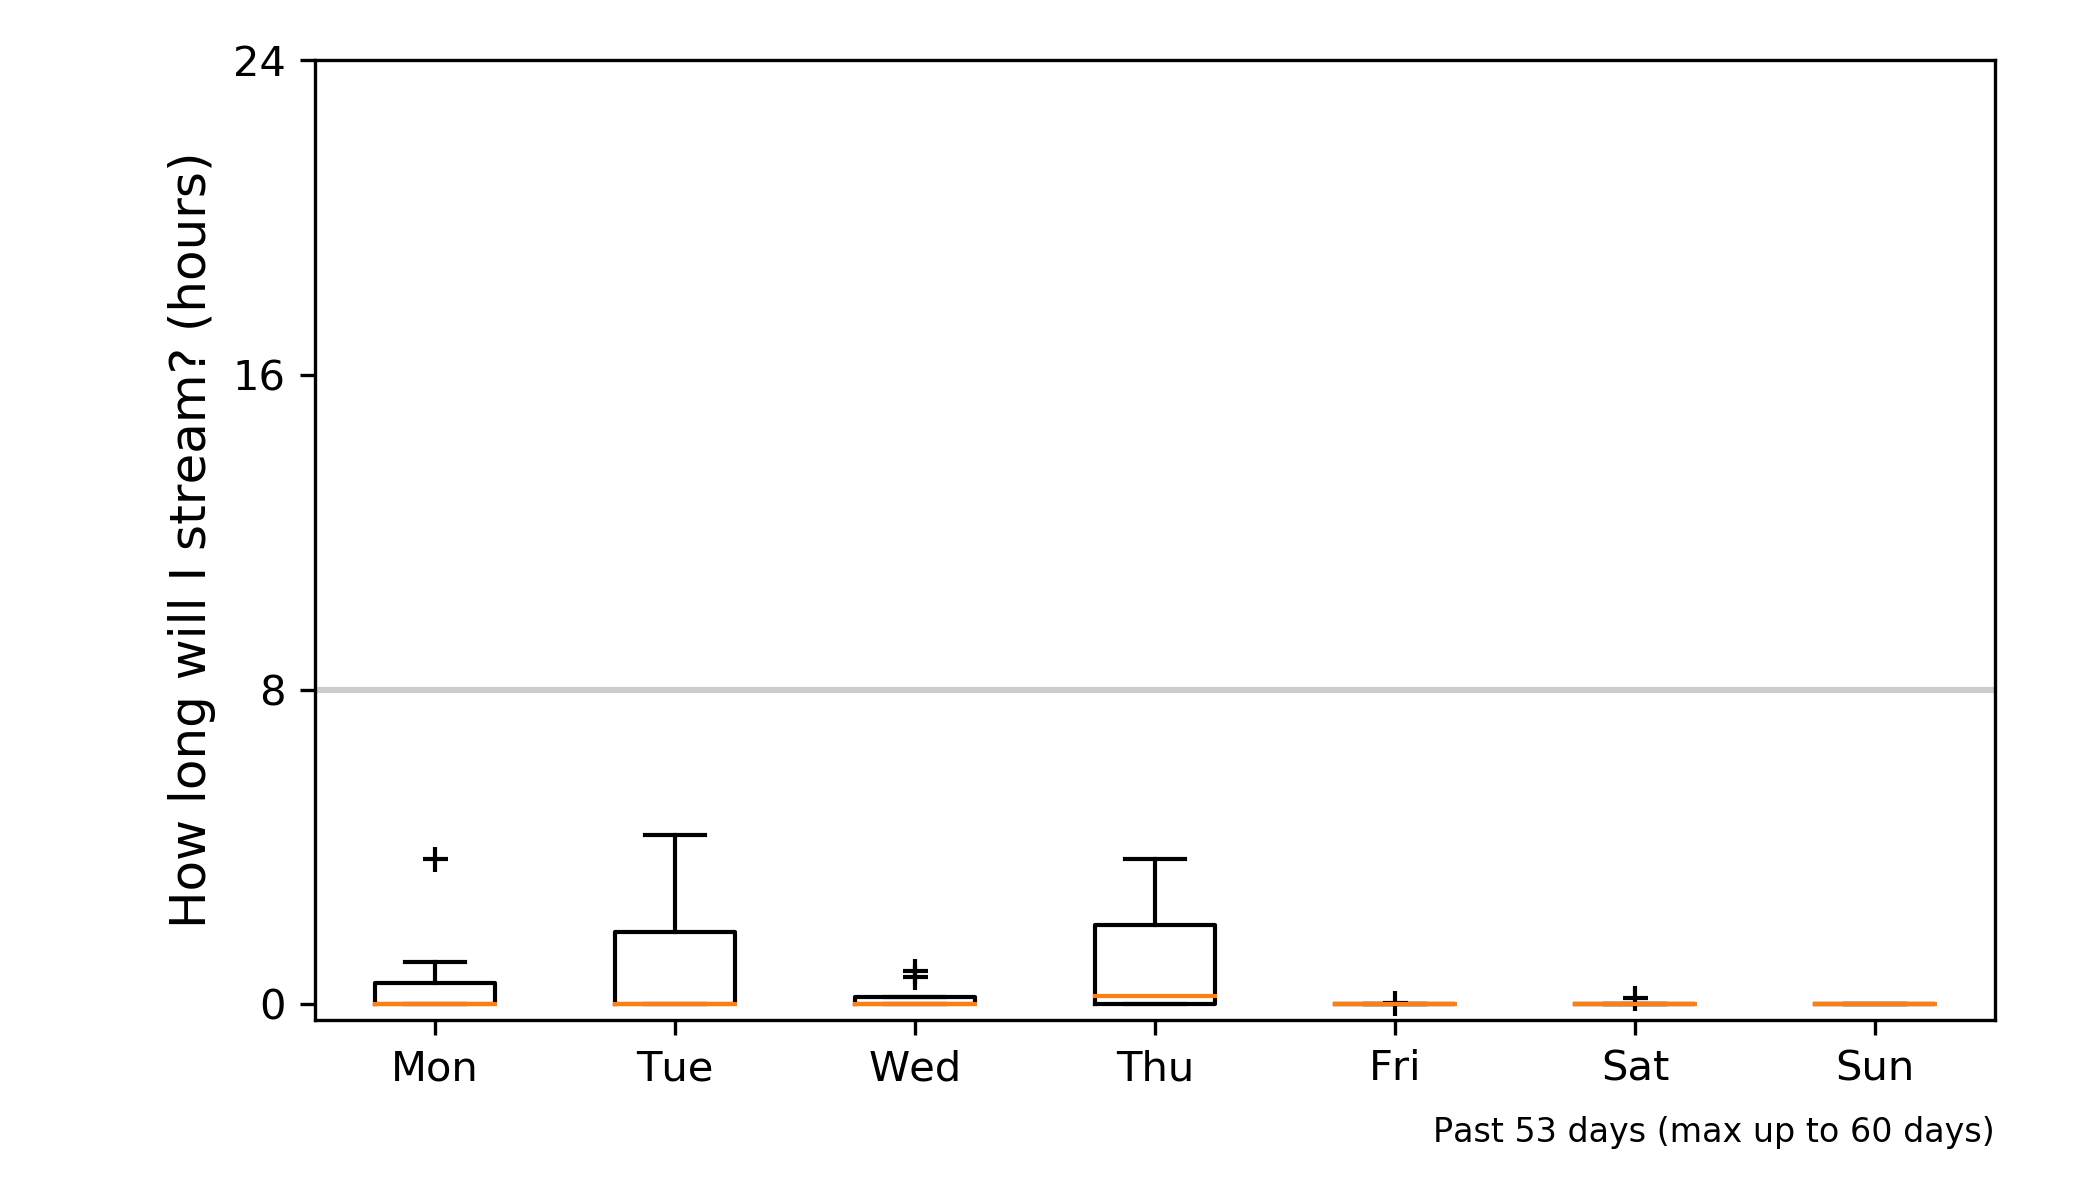 How long will I stream? (hours)
24
16
8
0
Mon Tue Wed Thu Fri Sat Sun
Past 53 days (max up to 60 days)